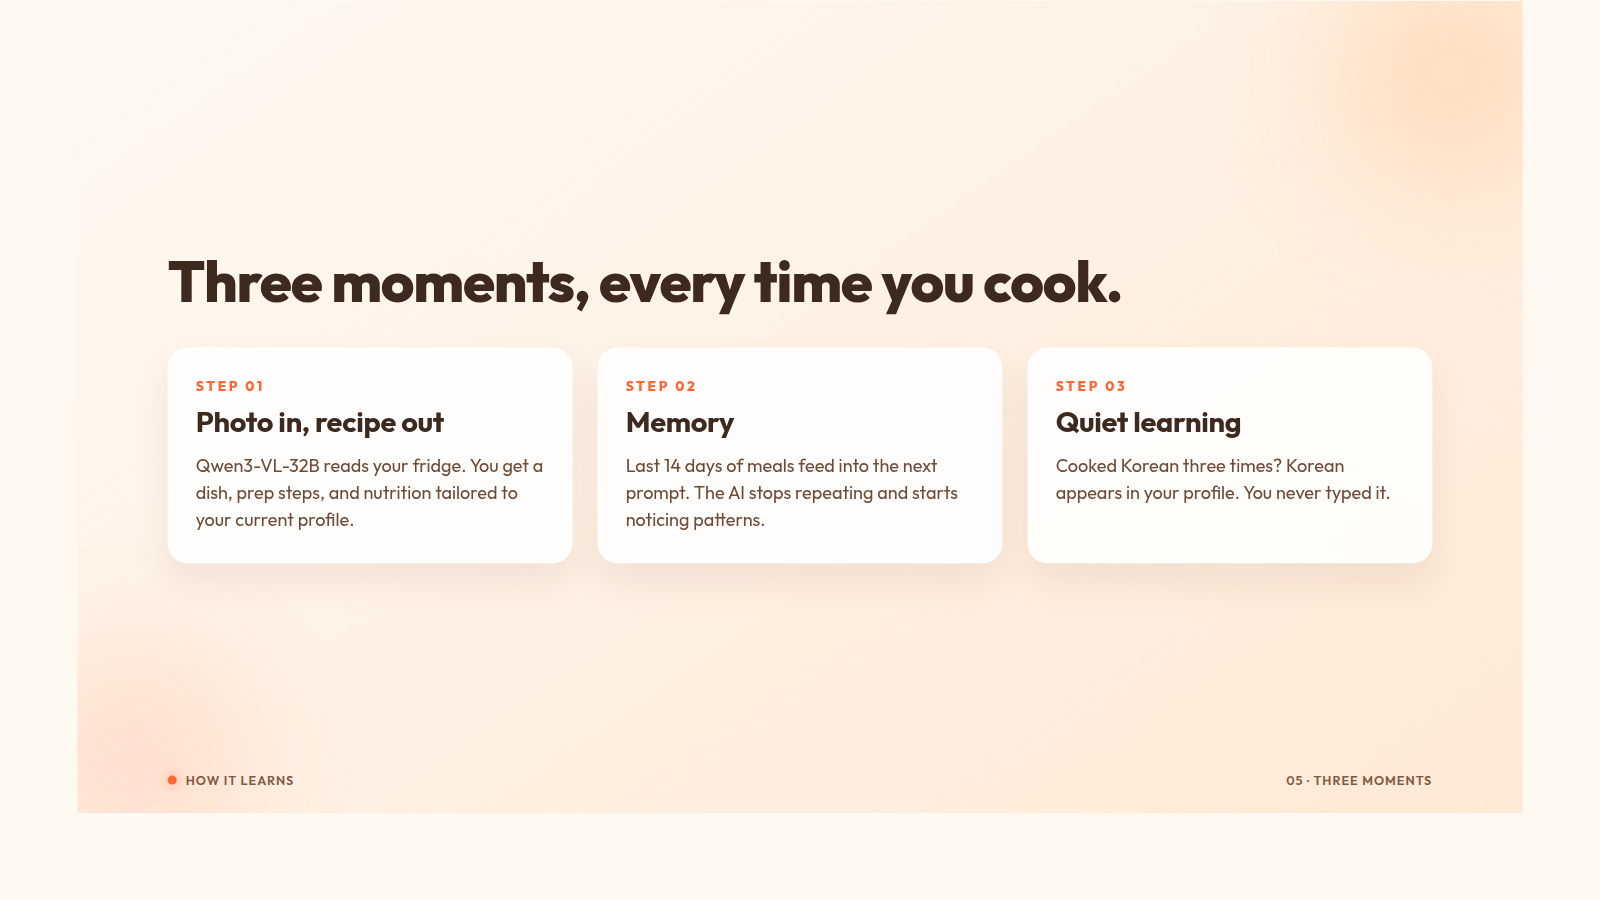 Three moments, every time you cook.
STEP 01
Photo in, recipe out
Qwen3-VL-32B reads your fridge. You get a
dish, prep steps, and nutrition tailored to
your current profile.
STEP 02
Memory
Last 14 days of meals feed into the next
prompt. The AI stops repeating and starts
noticing patterns.
STEP 03
Quiet learning
Cooked Korean three times? Korean
appears in your profile. You never typed it.
HOW IT LEARNS
05 · THREE MOMENTS